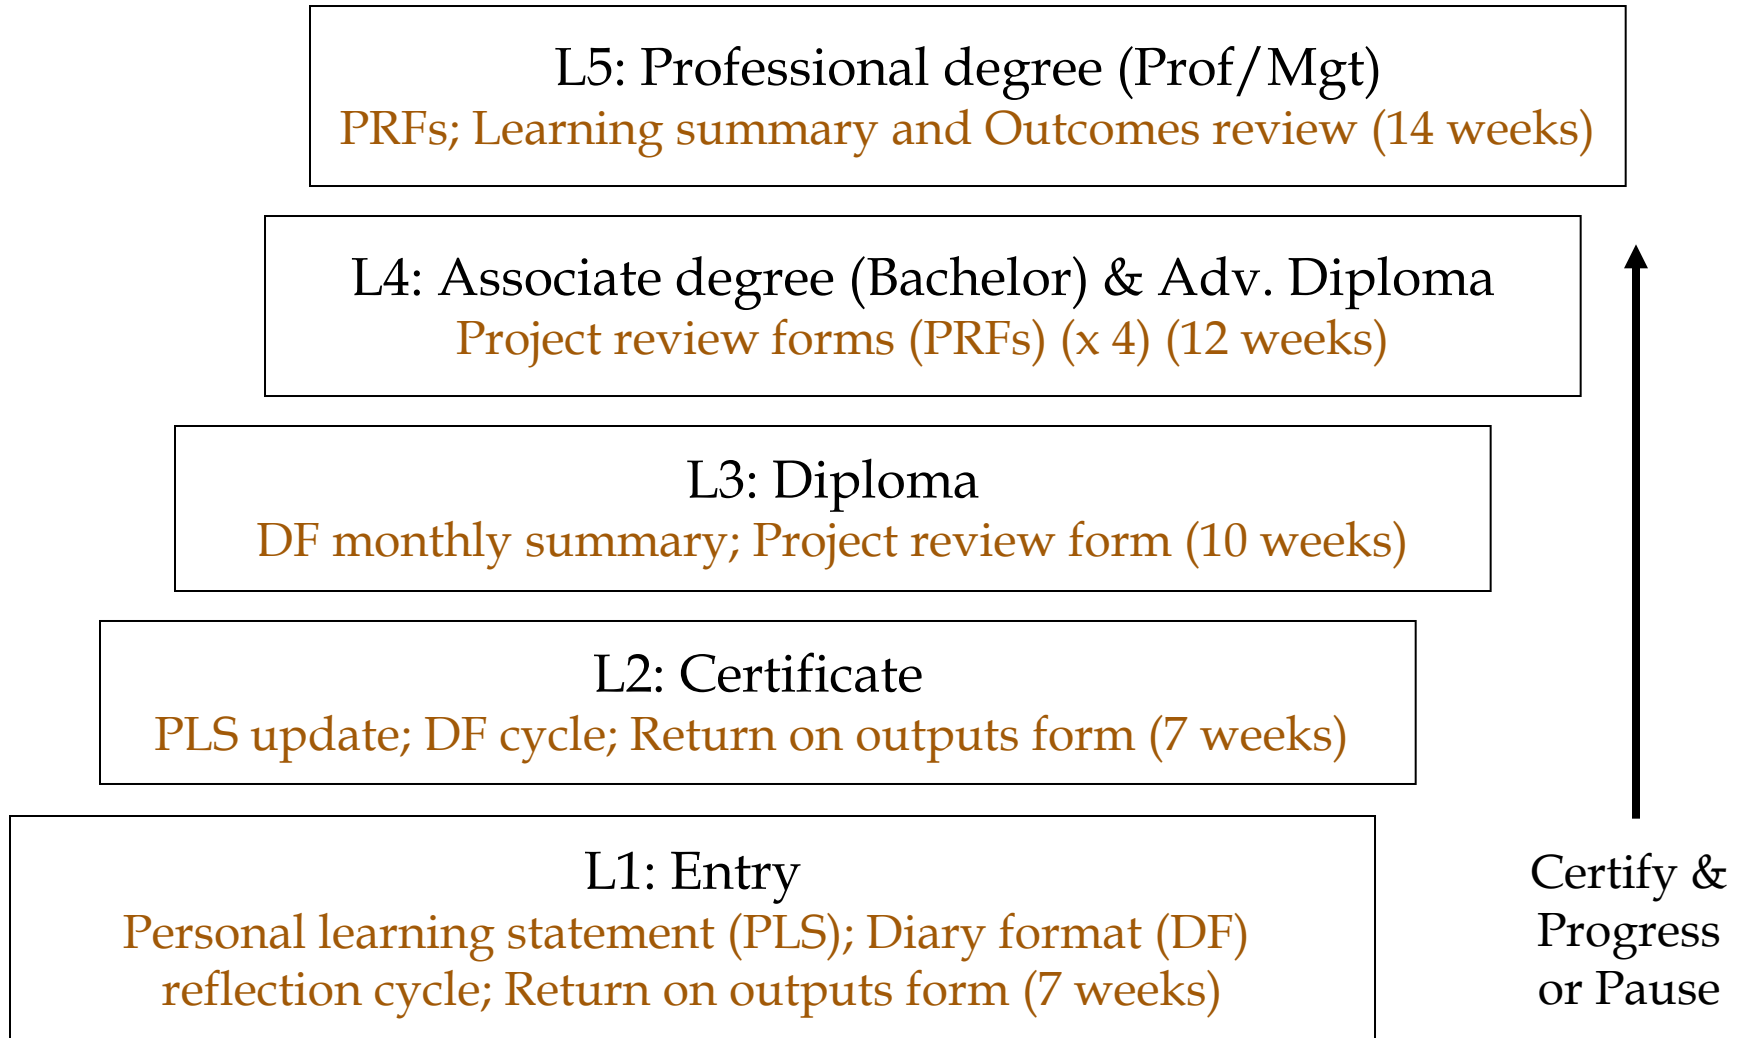 L5: Professional degree (Prof/Mgt)
PRFs; Learning summary and Outcomes review (14 weeks)
L4: Associate degree (Bachelor) & Adv. Diploma
Project review forms (PRFs) (x 4) (12 weeks)
L3: Diploma
DF monthly summary; Project review form (10 weeks)
L2: Certificate
PLS update; DF cycle; Return on outputs form (7 weeks)
L1: Entry
Personal learning statement (PLS); Diary format (DF)
reflection cycle; Return on outputs form (7 weeks)
Certify &
Progress
or Pause